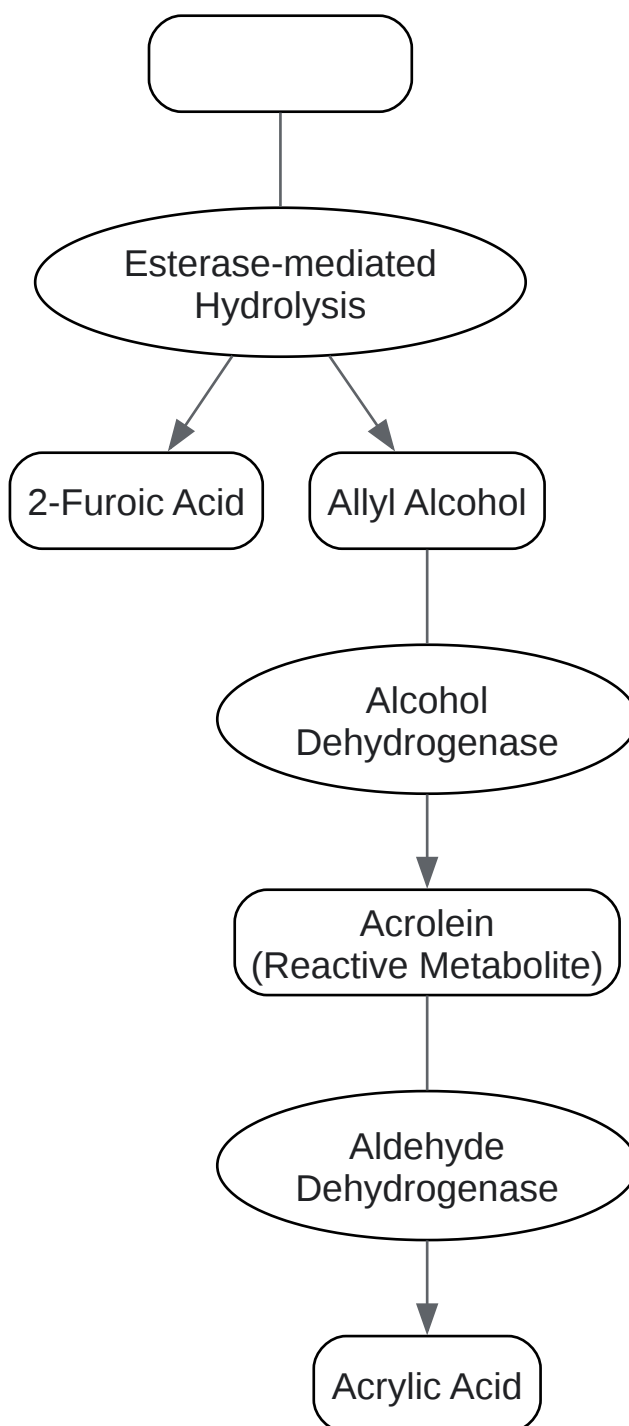 Esterase-mediated
Hydrolysis
2-Furoic Acid
Allyl Alcohol
Alcohol
Dehydrogenase
Acrolein
(Reactive Metabolite)
Aldehyde
Dehydrogenase
Acrylic Acid